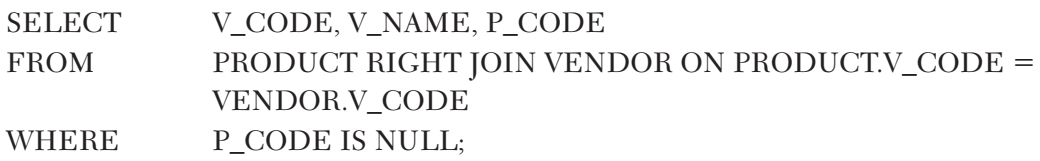 SELECT V_CODE, V_NAME, P_CODE
FROM PRODUCT RIGHT JOIN VENDOR ON PRODUCT.V_CODE =
VENDOR.V_CODE
WHERE P_CODE IS NULL;